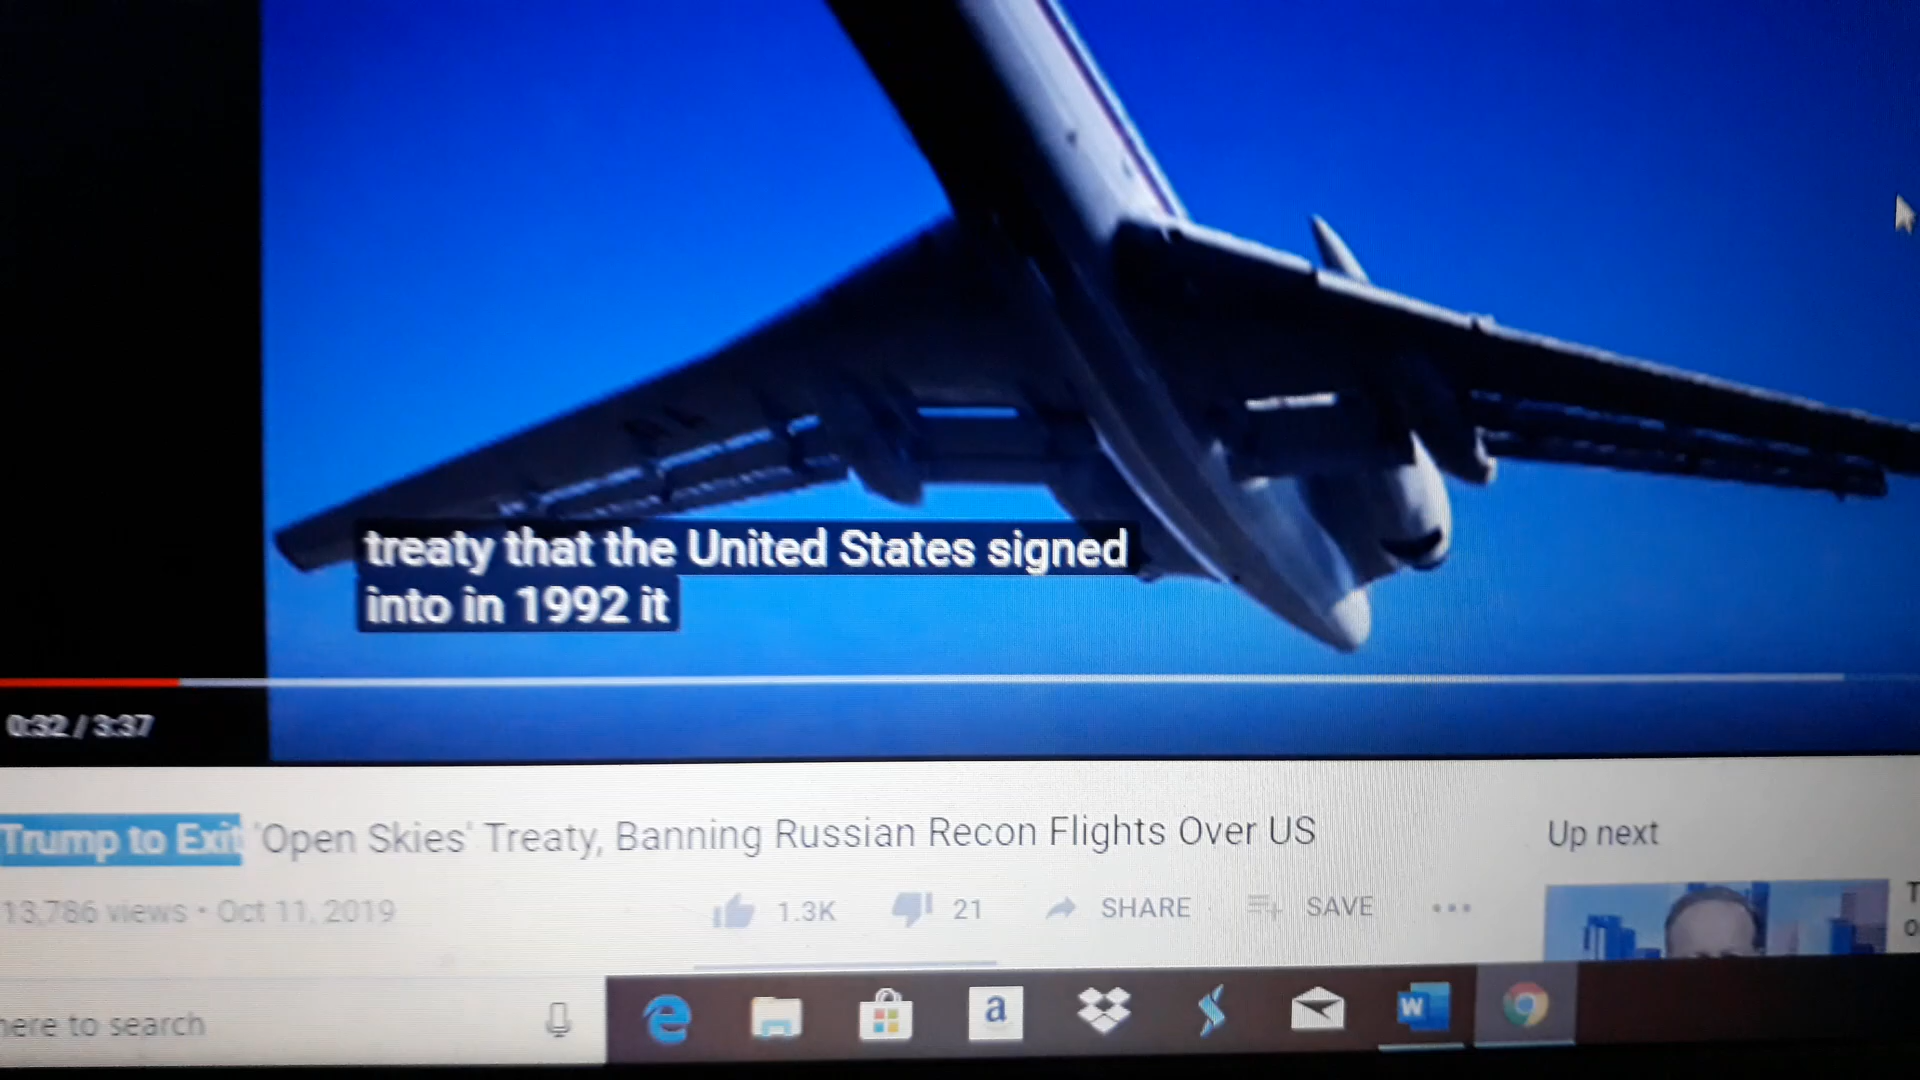 treaty that the United States signed
into in 1992 it
0:32 / 3:37
Trump to Exit 'Open Skies' Treaty, Banning Russian Recon Flights Over US
Up next
13,786 views • Oct 11, 2019
1.3K
21
SHARE
SAVE
here to search
a
W